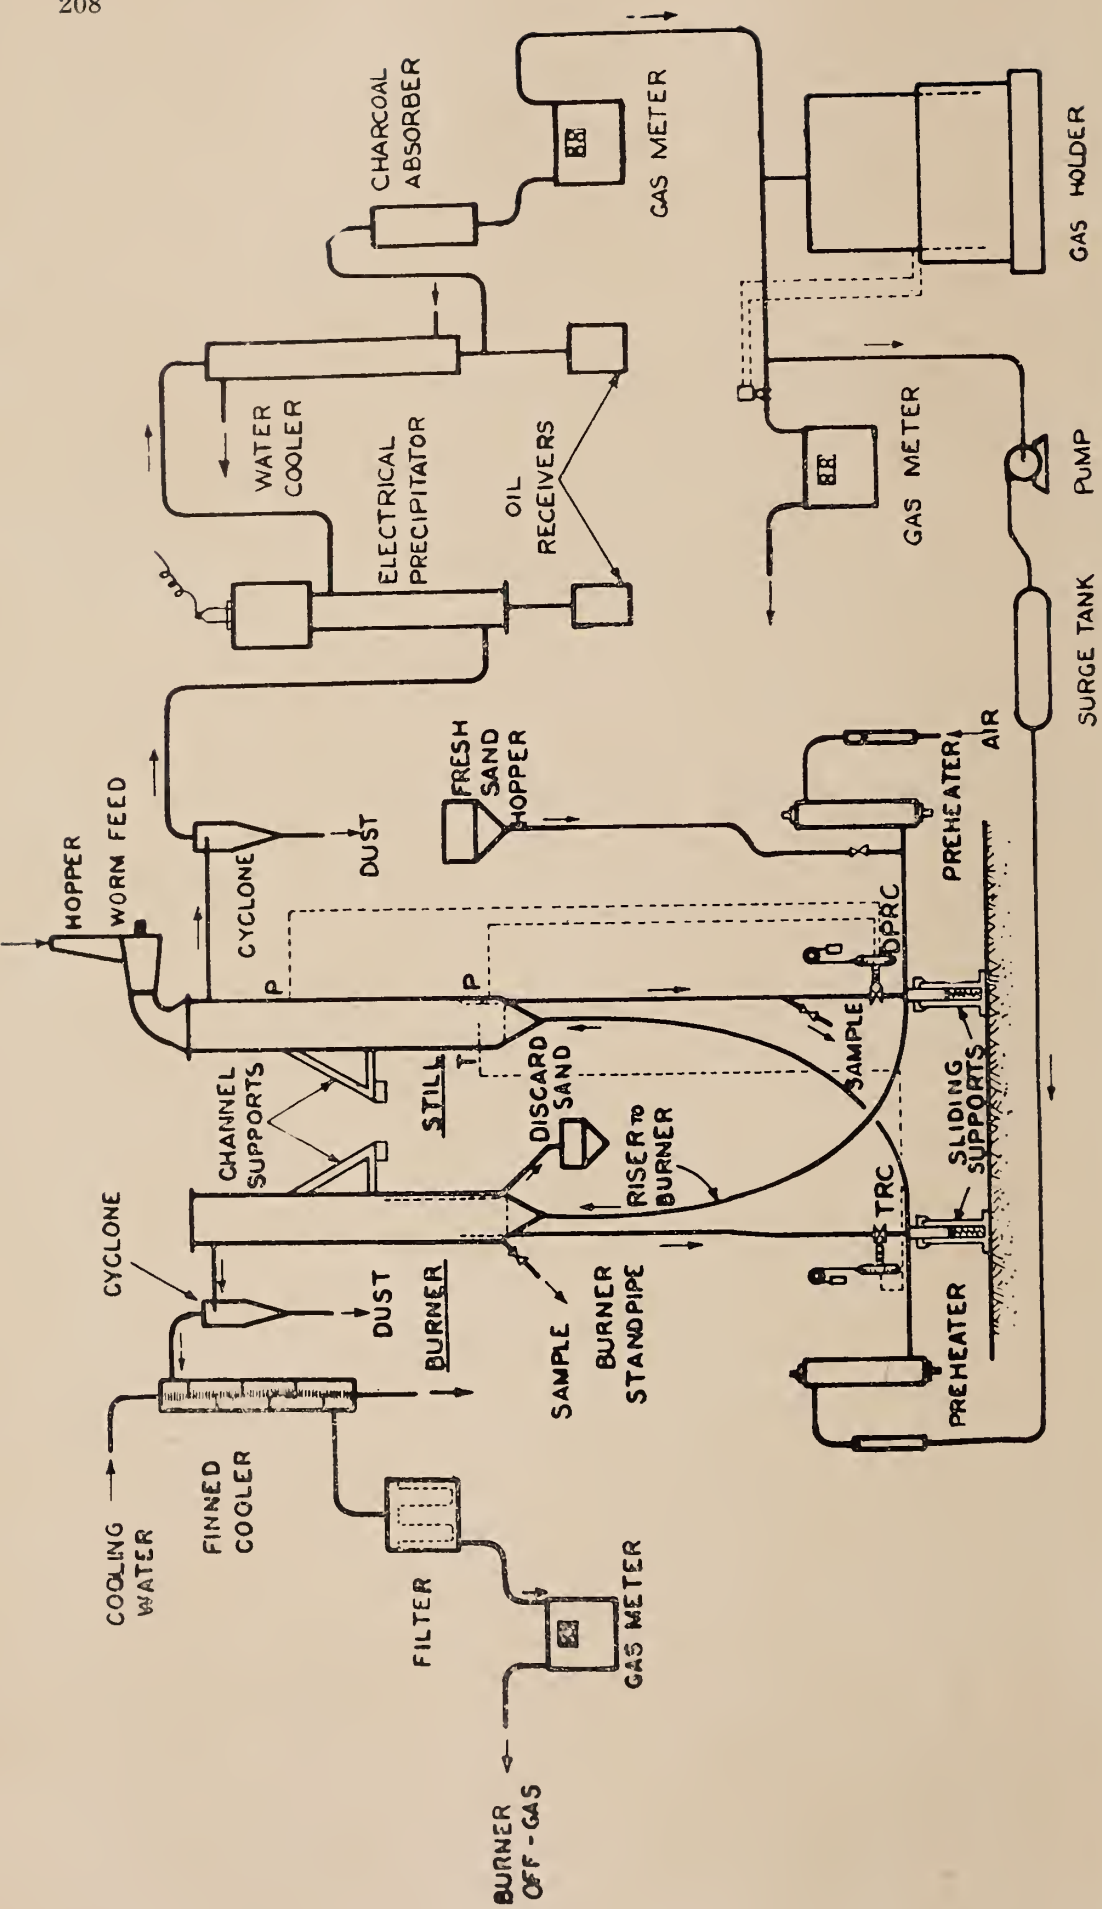 208
HOPPER
WORM FEED
CYCLONE
DUST
COOLING
WATER
FINNED
COOLER
FILTER
GAS METER
BURNER
OFF-GAS
CYCLONE
DUST
BURNER
CHANNEL
SUPPORTS
STILL
P
P
T
DISCARD
SAND
SAMPLE
BURNER
STANDPIPE
RISER TO
BURNER
FRESH
SAND
HOPPER
WATER
COOLER
ELECTRICAL
PRECIPITATOR
OIL
RECEIVERS
CHARCOAL
ABSORBER
GAS METER
GAS METER
GAS HOLDER
PUMP
SURGE TANK
AIR
PREHEATER
DPRC
SAMPLE
SLIDING
SUPPORTS
TRC
PREHEATER